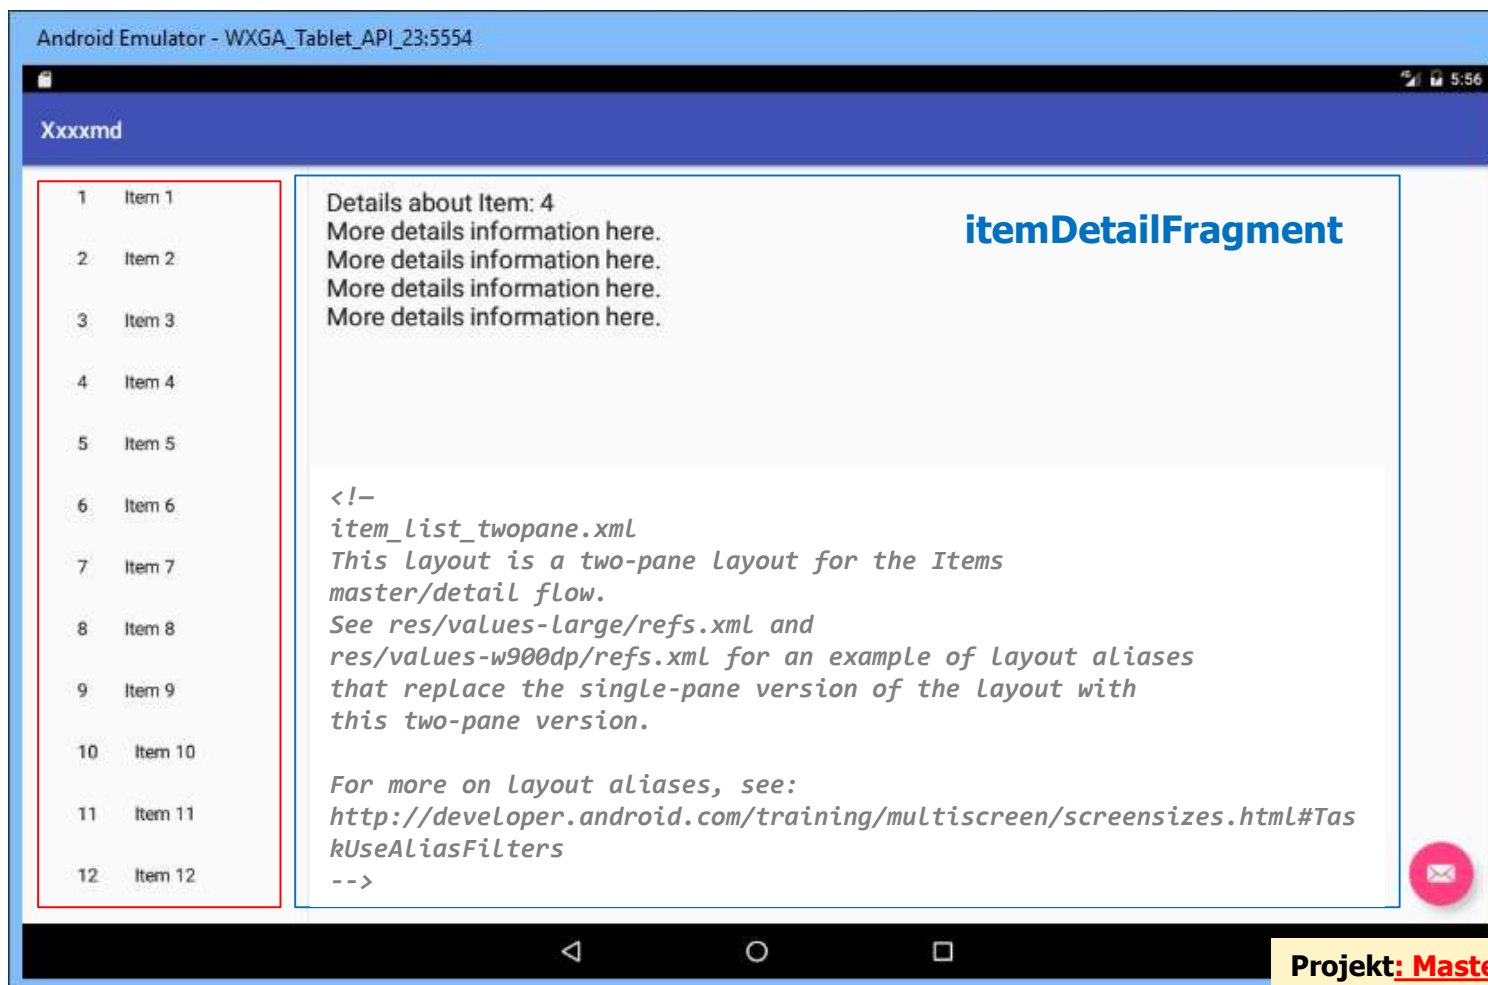 Android Emulator - WXGA_Tablet_API_23:5554
5:56
Xxxxmd
1 Item 1
2 Item 2
3 Item 3
4 Item 4
5 Item 5
6 Item 6
7 Item 7
8 Item 8
9 Item 9
10 Item 10
11 Item 11
12 Item 12
Details about Item: 4
More details information here.
More details information here.
More details information here.
More details information here.
itemDetailFragment
<!—
item_list_twopane.xml
This layout is a two-pane layout for the Items
master/detail flow.
See res/values-large/refs.xml and
res/values-w900dp/refs.xml for an example of layout aliases
that replace the single-pane version of the layout with
this two-pane version.
For more on layout aliases, see:
http://developer.android.com/training/multiscreen/screensizes.html#Tas
kUseAliasFilters
-->
Projekt: Maste